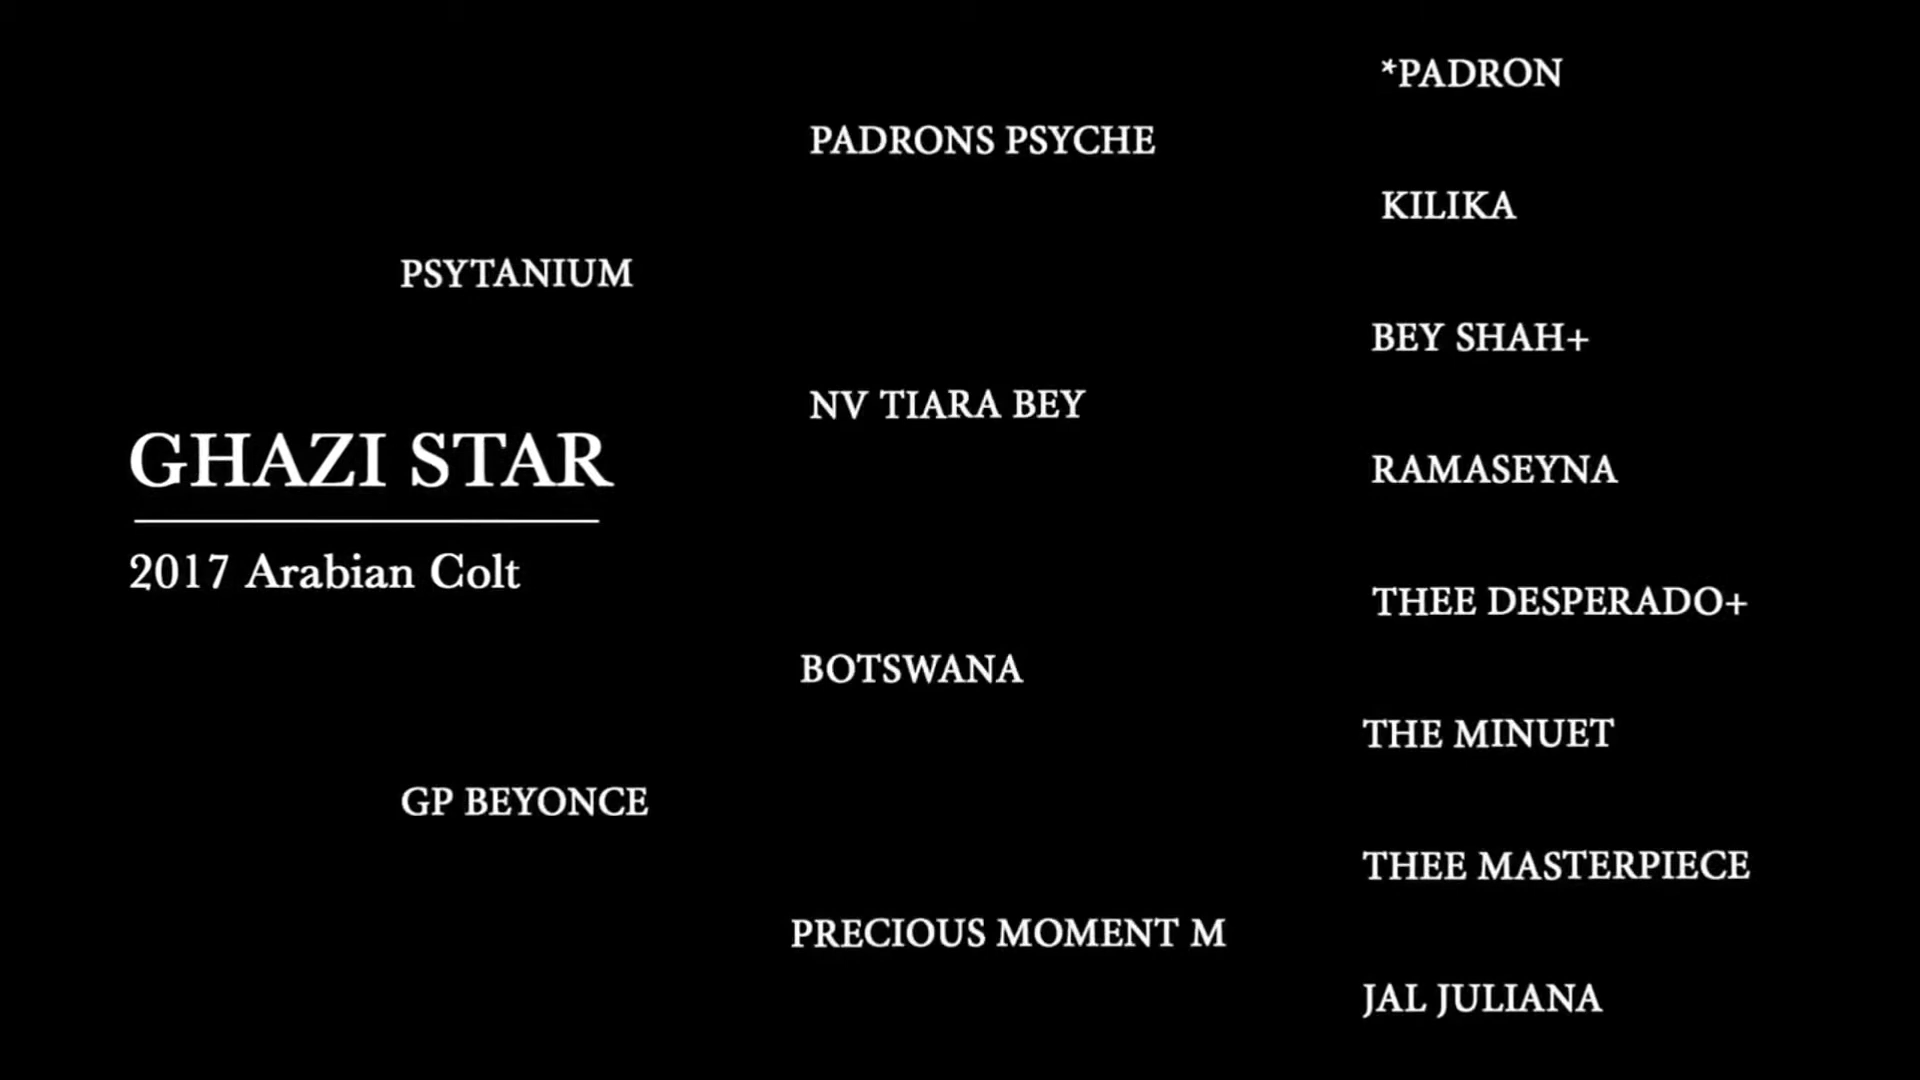 *PADRON
PADRONS PSYCHE
KILIKA
PSYTANIUM
BEY SHAH+
NV TIARA BEY
GHAZI STAR
RAMASEYNA
2017 Arabian Colt
THEE DESPERADO+
BOTSWANA
THE MINUET
GP BEYONCE
THEE MASTERPIECE
PRECIOUS MOMENT M
JAL JULIANA